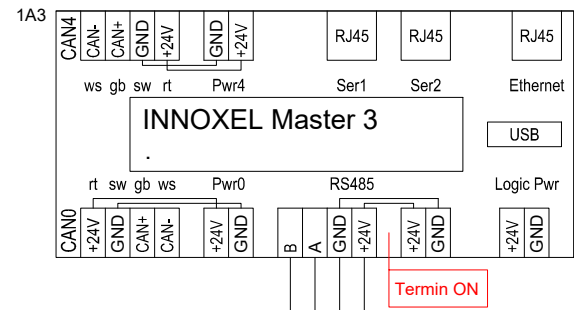 1A3
CAN4 CAN- CAN+ GND +24V GND +24V RJ45 RJ45 RJ45
ws gb sw rt Pwr4 Ser1 Ser2 Ethernet
INNOXEL Master 3
.
USB
rt sw gb ws Pwr0 RS485 Logic Pwr
CAN0 +24V GND CAN+ CAN- +24V GND B A GND +24V +24V GND +24V GND
Termin ON